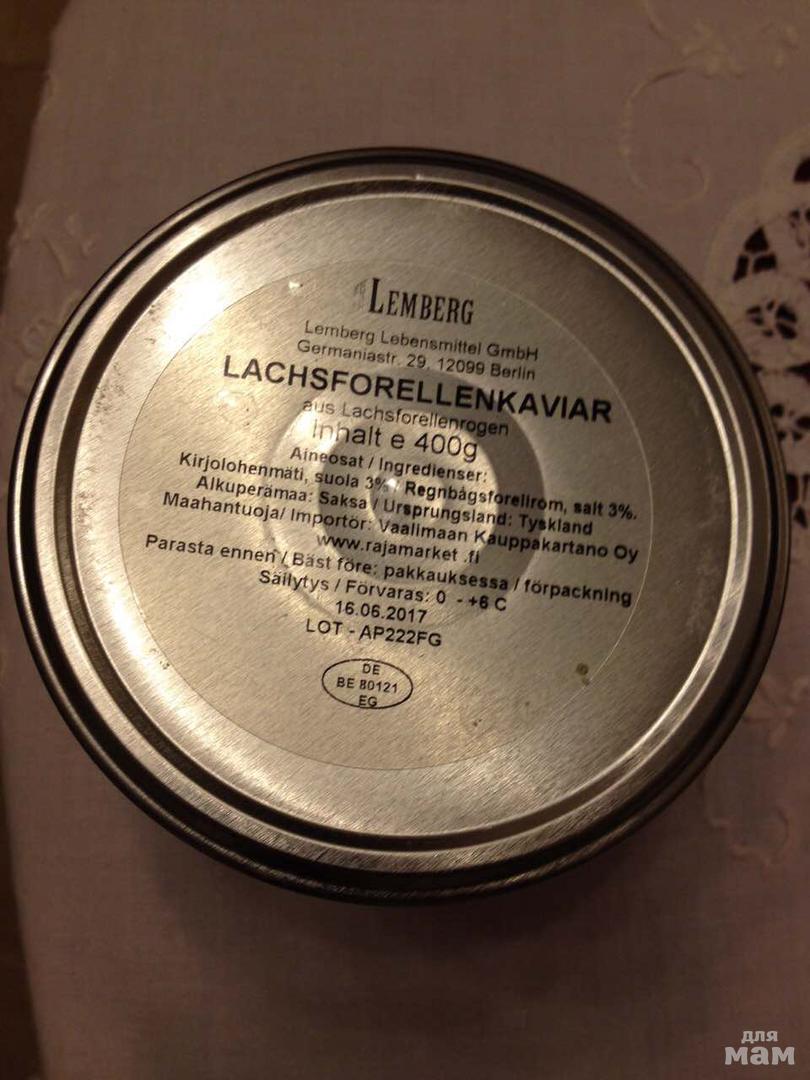 LEMBERG
Lemberg Lebensmittel GmbH
Germaniastr. 29, 12099 Berlin
LACHSFORELLENKAVIAR
aus Lachsforellenrogen
Inhalt e 400g
Aineosat / Ingredienser:
Kirjolohenmäti, suola 3%. Regnbågsforellrom, salt 3%.
Alkuperämaa: Saksa / Ursprungsland: Tyskland
Maahantuoja/ Importör: Vaalimaan Kauppakartano Oy
www.rajamarket .fi
Parasta ennen / Bäst före: pakkauksessa / förpackning
Säilytys / Förvaras: 0 - +6 C
16.06.2017
LOT - AP222FG
DE
BE 80121
EG
для
мам